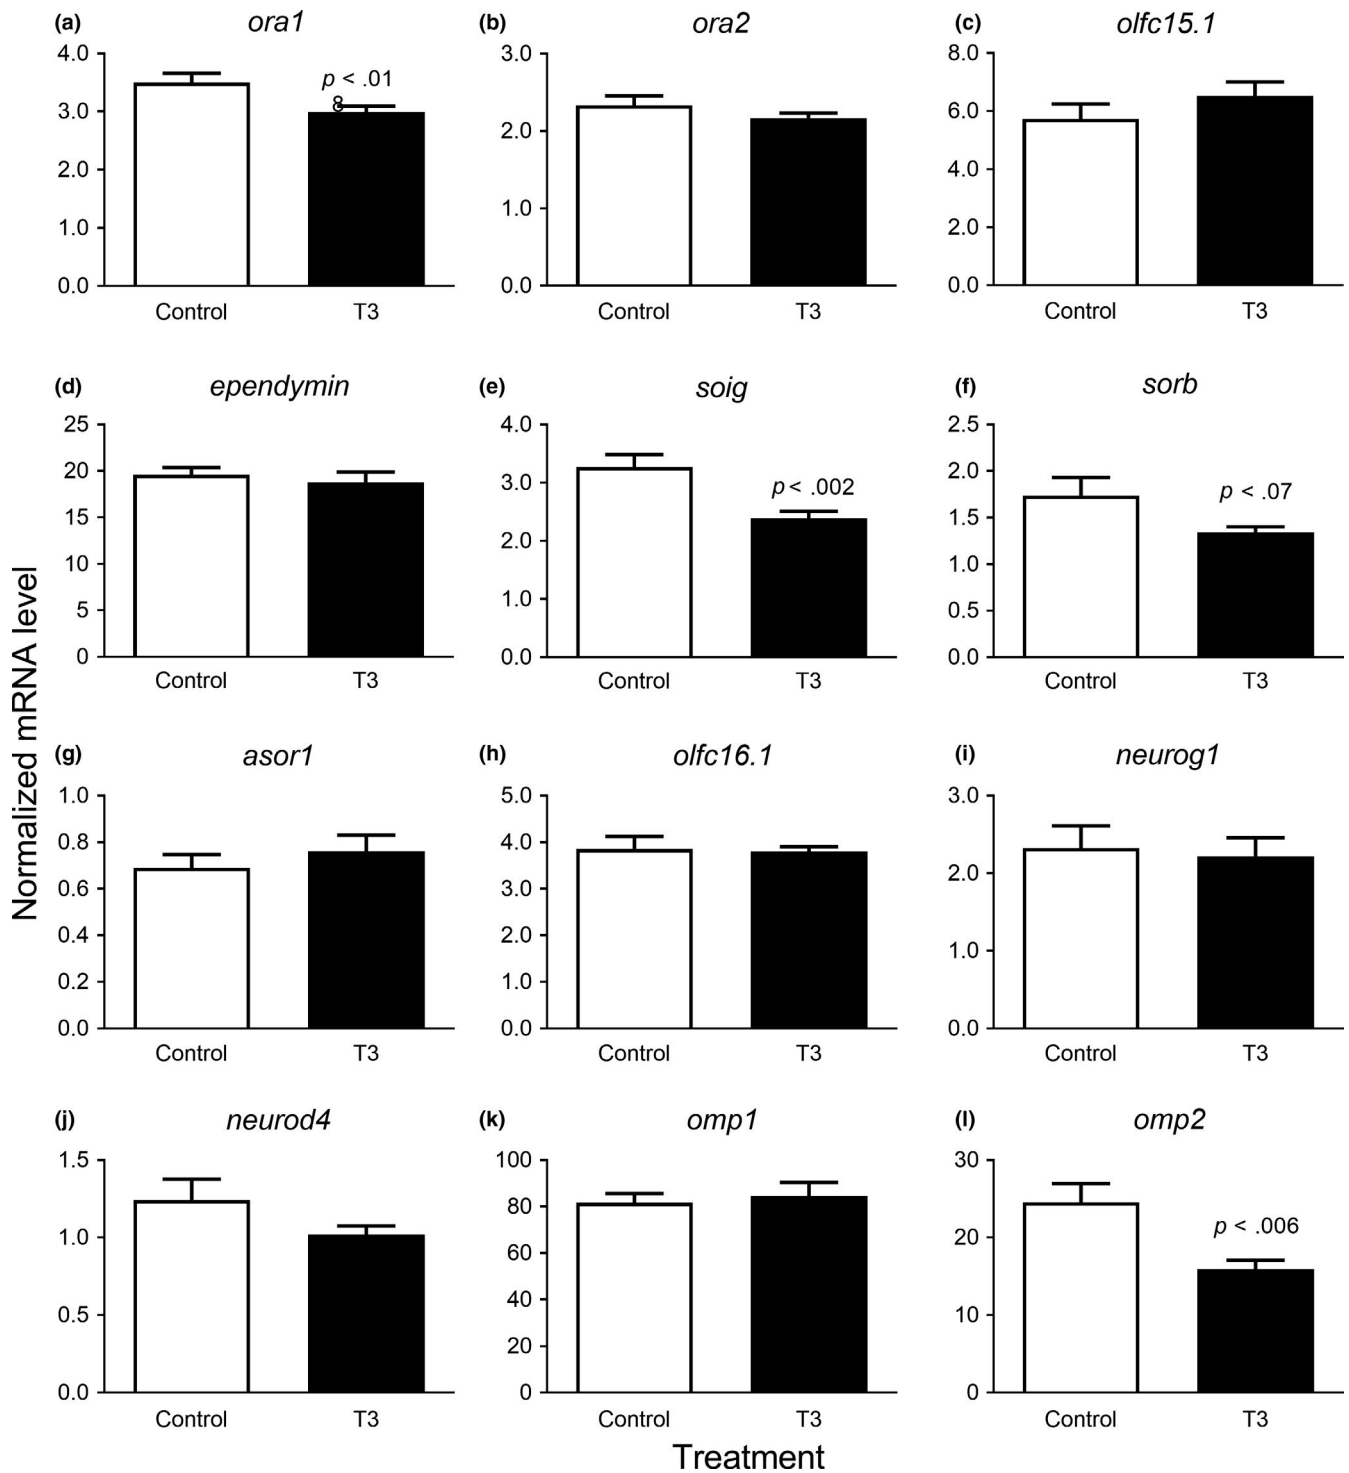 (a) ora1
4.0
3.0
2.0
1.0
0.0
p < .01
8
Control T3
(b) ora2
3.0
2.0
1.0
0.0
Control T3
(c) olfc15.1
8.0
6.0
4.0
2.0
0.0
Control T3
(d) ependymin
25
20
15
10
5
0
Control T3
(e) soig
4.0
3.0
2.0
1.0
0.0
p < .002
Control T3
(f) sorb
2.5
2.0
1.5
1.0
0.5
0.0
p < .07
Control T3
(g) asor1
1.0
0.8
0.6
0.4
0.2
0.0
Control T3
(h) olfc16.1
5.0
4.0
3.0
2.0
1.0
0.0
Control T3
(i) neurog1
3.0
2.0
1.0
0.0
Control T3
(j) neurod4
1.5
1.0
0.5
0.0
Control T3
(k) omp1
100
80
60
40
20
0
Control T3
(l) omp2
30
20
10
0
p < .006
Control T3
Normalized mRNA level
Treatment